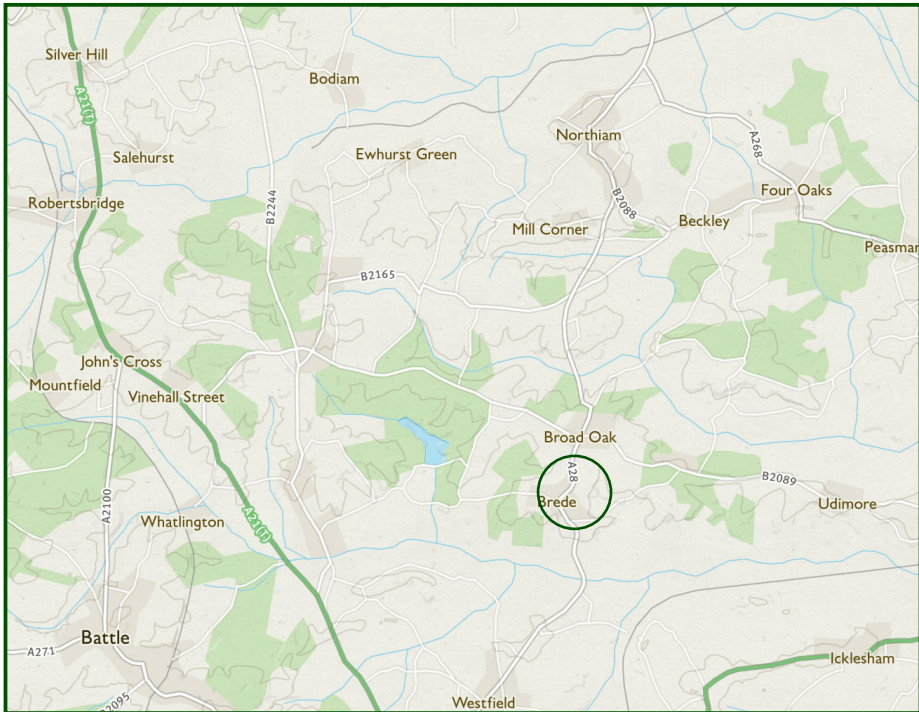 Silver Hill
Bodiam
A21(T)
Northiam
A268
Salehurst
Ewhurst Green
Four Oaks
Robertsbridge
B2244
B2088
Beckley
Mill Corner
Peasmar
B2165
John's Cross
Mountfield
Vinehall Street
Broad Oak
A28
B2089
Brede
Udimore
A2100
Whatlington
A21(T)
Battle
A271
Icklesham
B2095
Westfield